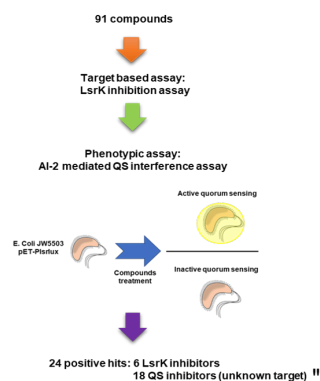 91 compounds
Target based assay:
LsrK inhibition assay
Phenotypic assay:
AI-2 mediated QS interference assay
Active quorum sensing
E. Coli JW5503
pET-Plsrlux
Compounds
treatment
Inactive quorum sensing
24 positive hits: 6 LsrK inhibitors
18 QS inhibitors (unknown target) "